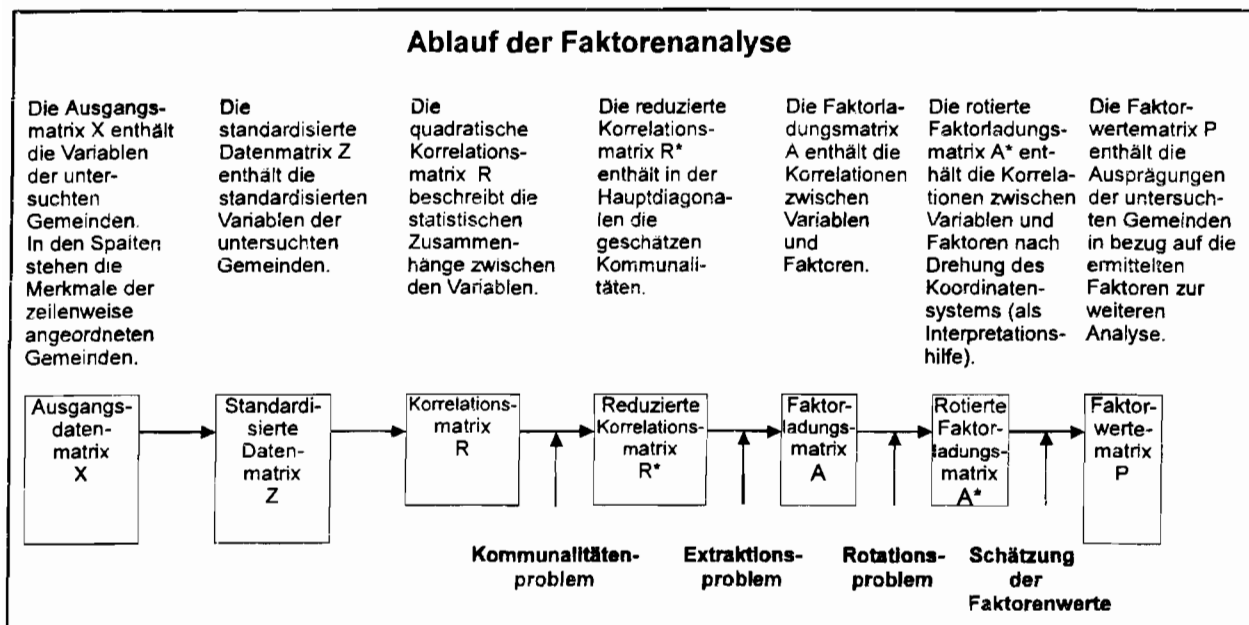 Ablauf der Faktorenanalyse
Die Ausgangs-
matrix X enthält
die Variablen
der unter-
suchten
Gemeinden.
In den Spalten
stehen die
Merkmale der
zeilenweise
angeordneten
Gemeinden.
Die
standardisierte
Datenmatrix Z
enthält die
standardisierten
Variablen der
untersuchten
Gemeinden.
Die
quadratische
Korrelations-
matrix R
beschreibt die
statistischen
Zusammen-
hänge zwischen
den Variablen.
Die reduzierte
Korrelations-
matrix R*
enthält in der
Hauptdiagona-
len die
geschätzen
Kommunali-
täten.
Die Faktorla-
dungsmatrix
A enthält die
Korrelationen
zwischen
Variablen
und
Faktoren.
Die rotierte
Faktorladungs-
matrix A* ent-
hält die Korrela-
tionen zwischen
Variablen und
Faktoren nach
Drehung des
Koordinaten-
systems (als
Interpretations-
hilfe).
Die Faktor-
wertematrix P
enthält die
Ausprägungen
der untersuch-
ten Gemeinden
in bezug auf die
ermittelten
Faktoren zur
weiteren
Analyse.
Ausgangs-
daten-
matrix
X
Standardi-
sierte
Daten-
matrix
Z
Korrelations-
matrix
R
Reduzierte
Korrelations-
matrix
R*
Faktor-
ladungs-
matrix
A
Rotierte
Faktor-
ladungs-
matrix
A*
Faktor-
werte-
matrix
P
Kommunalitäten-
problem
Extraktions-
problem
Rotations-
problem
Schätzung
der
Faktorenwerte